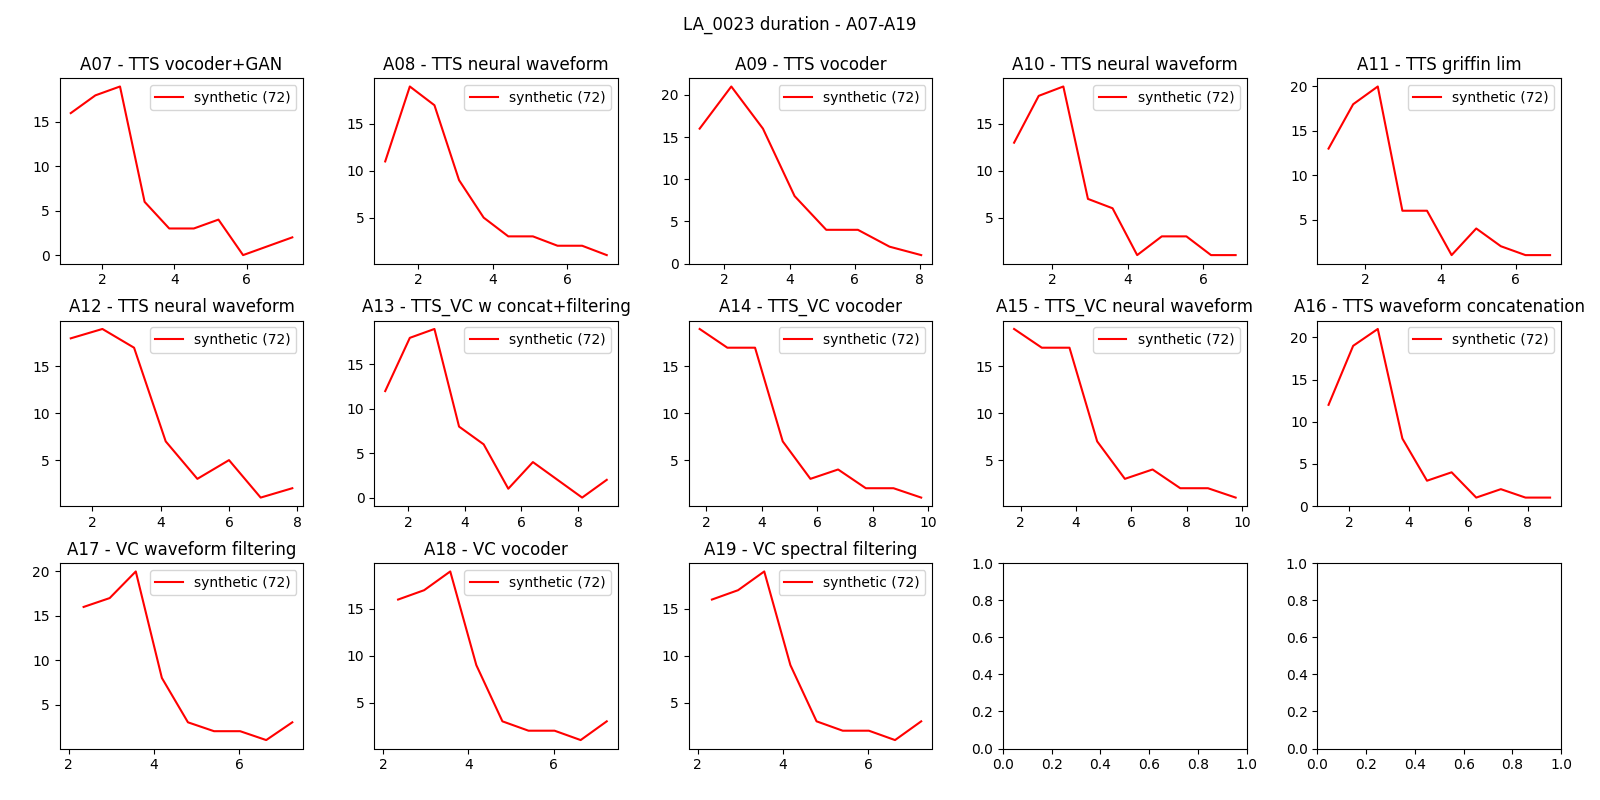 LA_0023 duration - A07-A19
A07 - TTS vocoder+GAN
A08 - TTS neural waveform
A09 - TTS vocoder
A10 - TTS neural waveform
A11 - TTS griffin lim
synthetic (72)
synthetic (72)
synthetic (72)
synthetic (72)
synthetic (72)
15
10
5
0
2 4 6
15
10
5
2 4 6
20
15
10
5
0
2 4 6 8
15
10
5
2 4 6
20
15
10
5
2 4 6
A12 - TTS neural waveform
A13 - TTS_VC w concat+filtering
A14 - TTS_VC vocoder
A15 - TTS_VC neural waveform
A16 - TTS waveform concatenation
synthetic (72)
synthetic (72)
synthetic (72)
synthetic (72)
synthetic (72)
15
10
5
2 4 6 8
15
10
5
0
2 4 6 8
15
10
5
2 4 6 8 10
15
10
5
2 4 6 8 10
20
15
10
5
0
2 4 6 8
A17 - VC waveform filtering
A18 - VC vocoder
A19 - VC spectral filtering
synthetic (72)
synthetic (72)
synthetic (72)
20
15
10
5
2 4 6
15
10
5
2 4 6
15
10
5
2 4 6
1.0
0.8
0.6
0.4
0.2
0.0
0.0 0.2 0.4 0.6 0.8 1.0
1.0
0.8
0.6
0.4
0.2
0.0
0.0 0.2 0.4 0.6 0.8 1.0